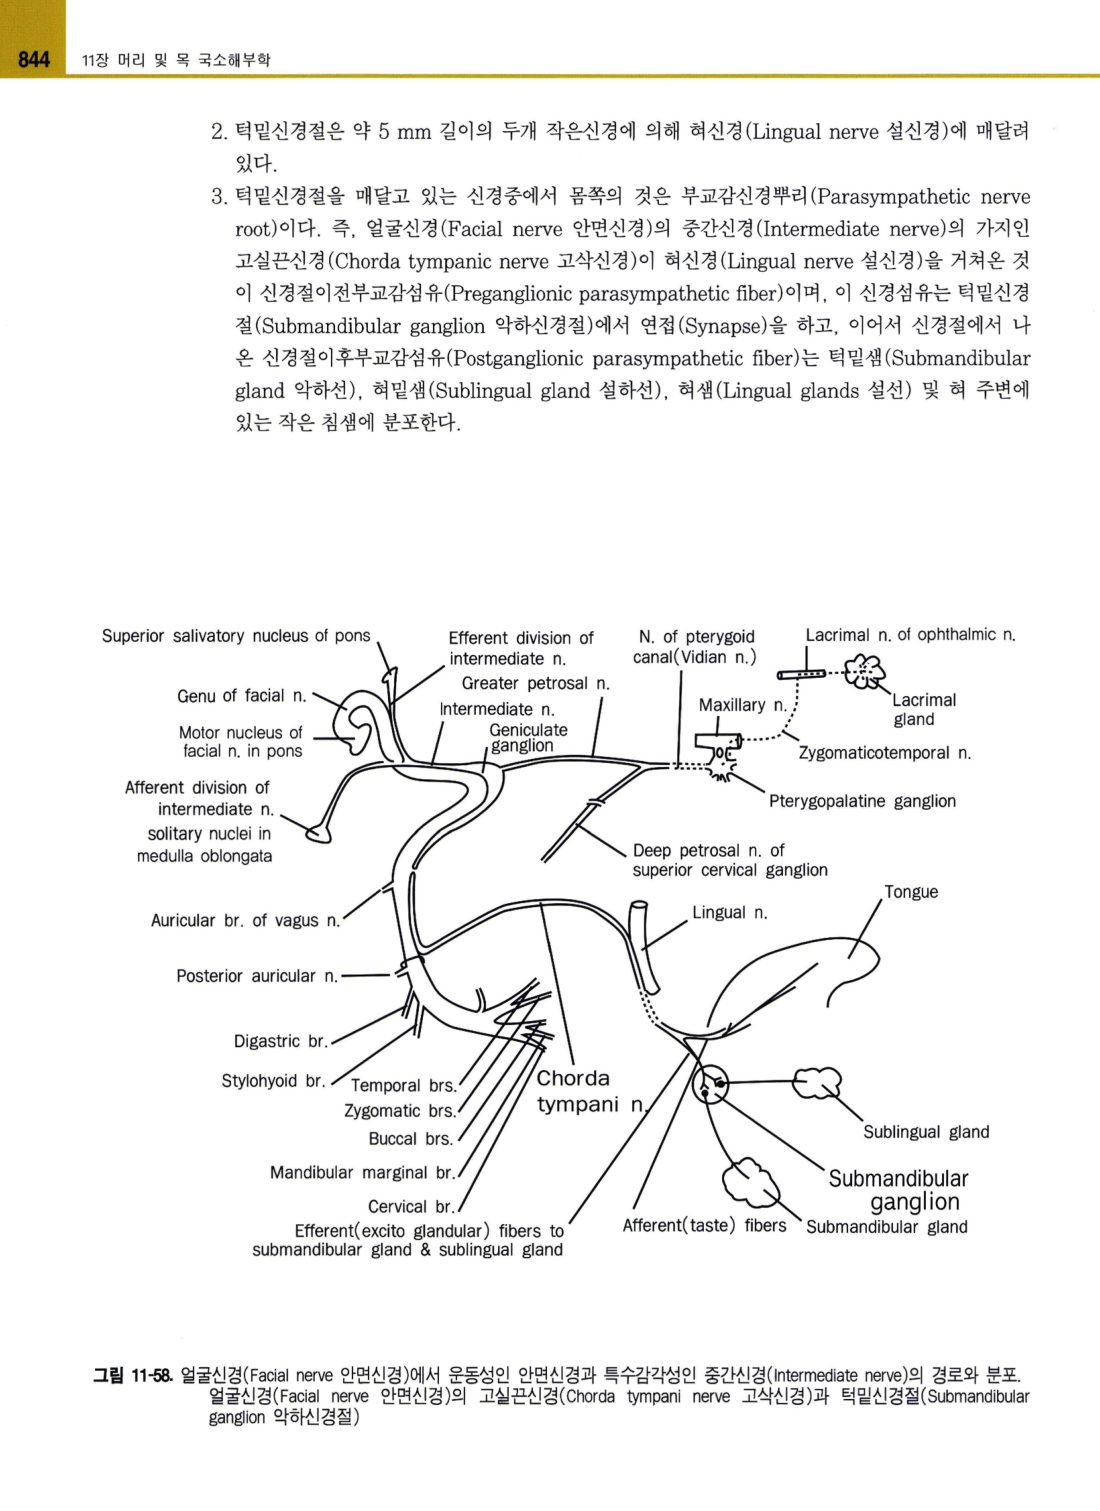 844
11장 머리 및 목 국소해부학
2. 턱밑신경절은 약 5 mm 길이의 두개 작은신경에 의해 혀신경(Lingual nerve 설신경)에 매달려
있다.
3. 턱밑신경절을 매달고 있는 신경중에서 몸쪽의 것은 부교감신경뿌리(Parasympathetic nerve
root)이다. 즉, 얼굴신경(Facial nerve 안면신경)의 중간신경(Intermediate nerve)의 가지인
고실끈신경(Chorda tympanic nerve 고삭신경)이 혀신경(Lingual nerve 설신경)을 거쳐온 것
이 신경절이전부교감섬유(Preganglionic parasympathetic fiber)이며, 이 신경섬유는 턱밑신경
절(Submandibular ganglion 악하신경절)에서 연접(Synapse)을 하고, 이어서 신경절에서 나
온 신경절이후부교감섬유(Postganglionic parasympathetic fiber)는 턱밑샘(Submandibular
gland 악하선), 혀밑샘(Sublingual gland 설하선), 혀샘(Lingual glands 설선) 및 혀 주변에
있는 작은 침샘에 분포한다.
Superior salivatory nucleus of pons
Efferent division of
intermediate n.
N. of pterygoid
canal(Vidian n.)
Lacrimal n. of ophthalmic n.
Genu of facial n.
Greater petrosal n.
Intermediate n.
Maxillary n.
Lacrimal
gland
Motor nucleus of
facial n. in pons
Geniculate
ganglion
Zygomaticotemporal n.
Afferent division of
intermediate n.
solitary nuclei in
medulla oblongata
Pterygopalatine ganglion
Deep petrosal n. of
superior cervical ganglion
Tongue
Auricular br. of vagus n.
Lingual n.
Posterior auricular n.
Digastric br.
Stylohyoid br.
Temporal brs.
Chorda
tympani n.
Zygomatic brs.
Buccal brs.
Sublingual gland
Mandibular marginal br.
Submandibular
ganglion
Cervical br.
Efferent(excito glandular) fibers to
submandibular gland & sublingual gland
Afferent(taste) fibers
Submandibular gland
그림 11-58. 얼굴신경(Facial nerve 안면신경)에서 운동성인 안면신경과 특수감각성인 중간신경(Intermediate nerve)의 경로와 분포.
얼굴신경(Facial nerve 안면신경)의 고실끈신경(Chorda tympani nerve 고삭신경)과 턱밑신경절(Submandibular
ganglion 악하신경절)